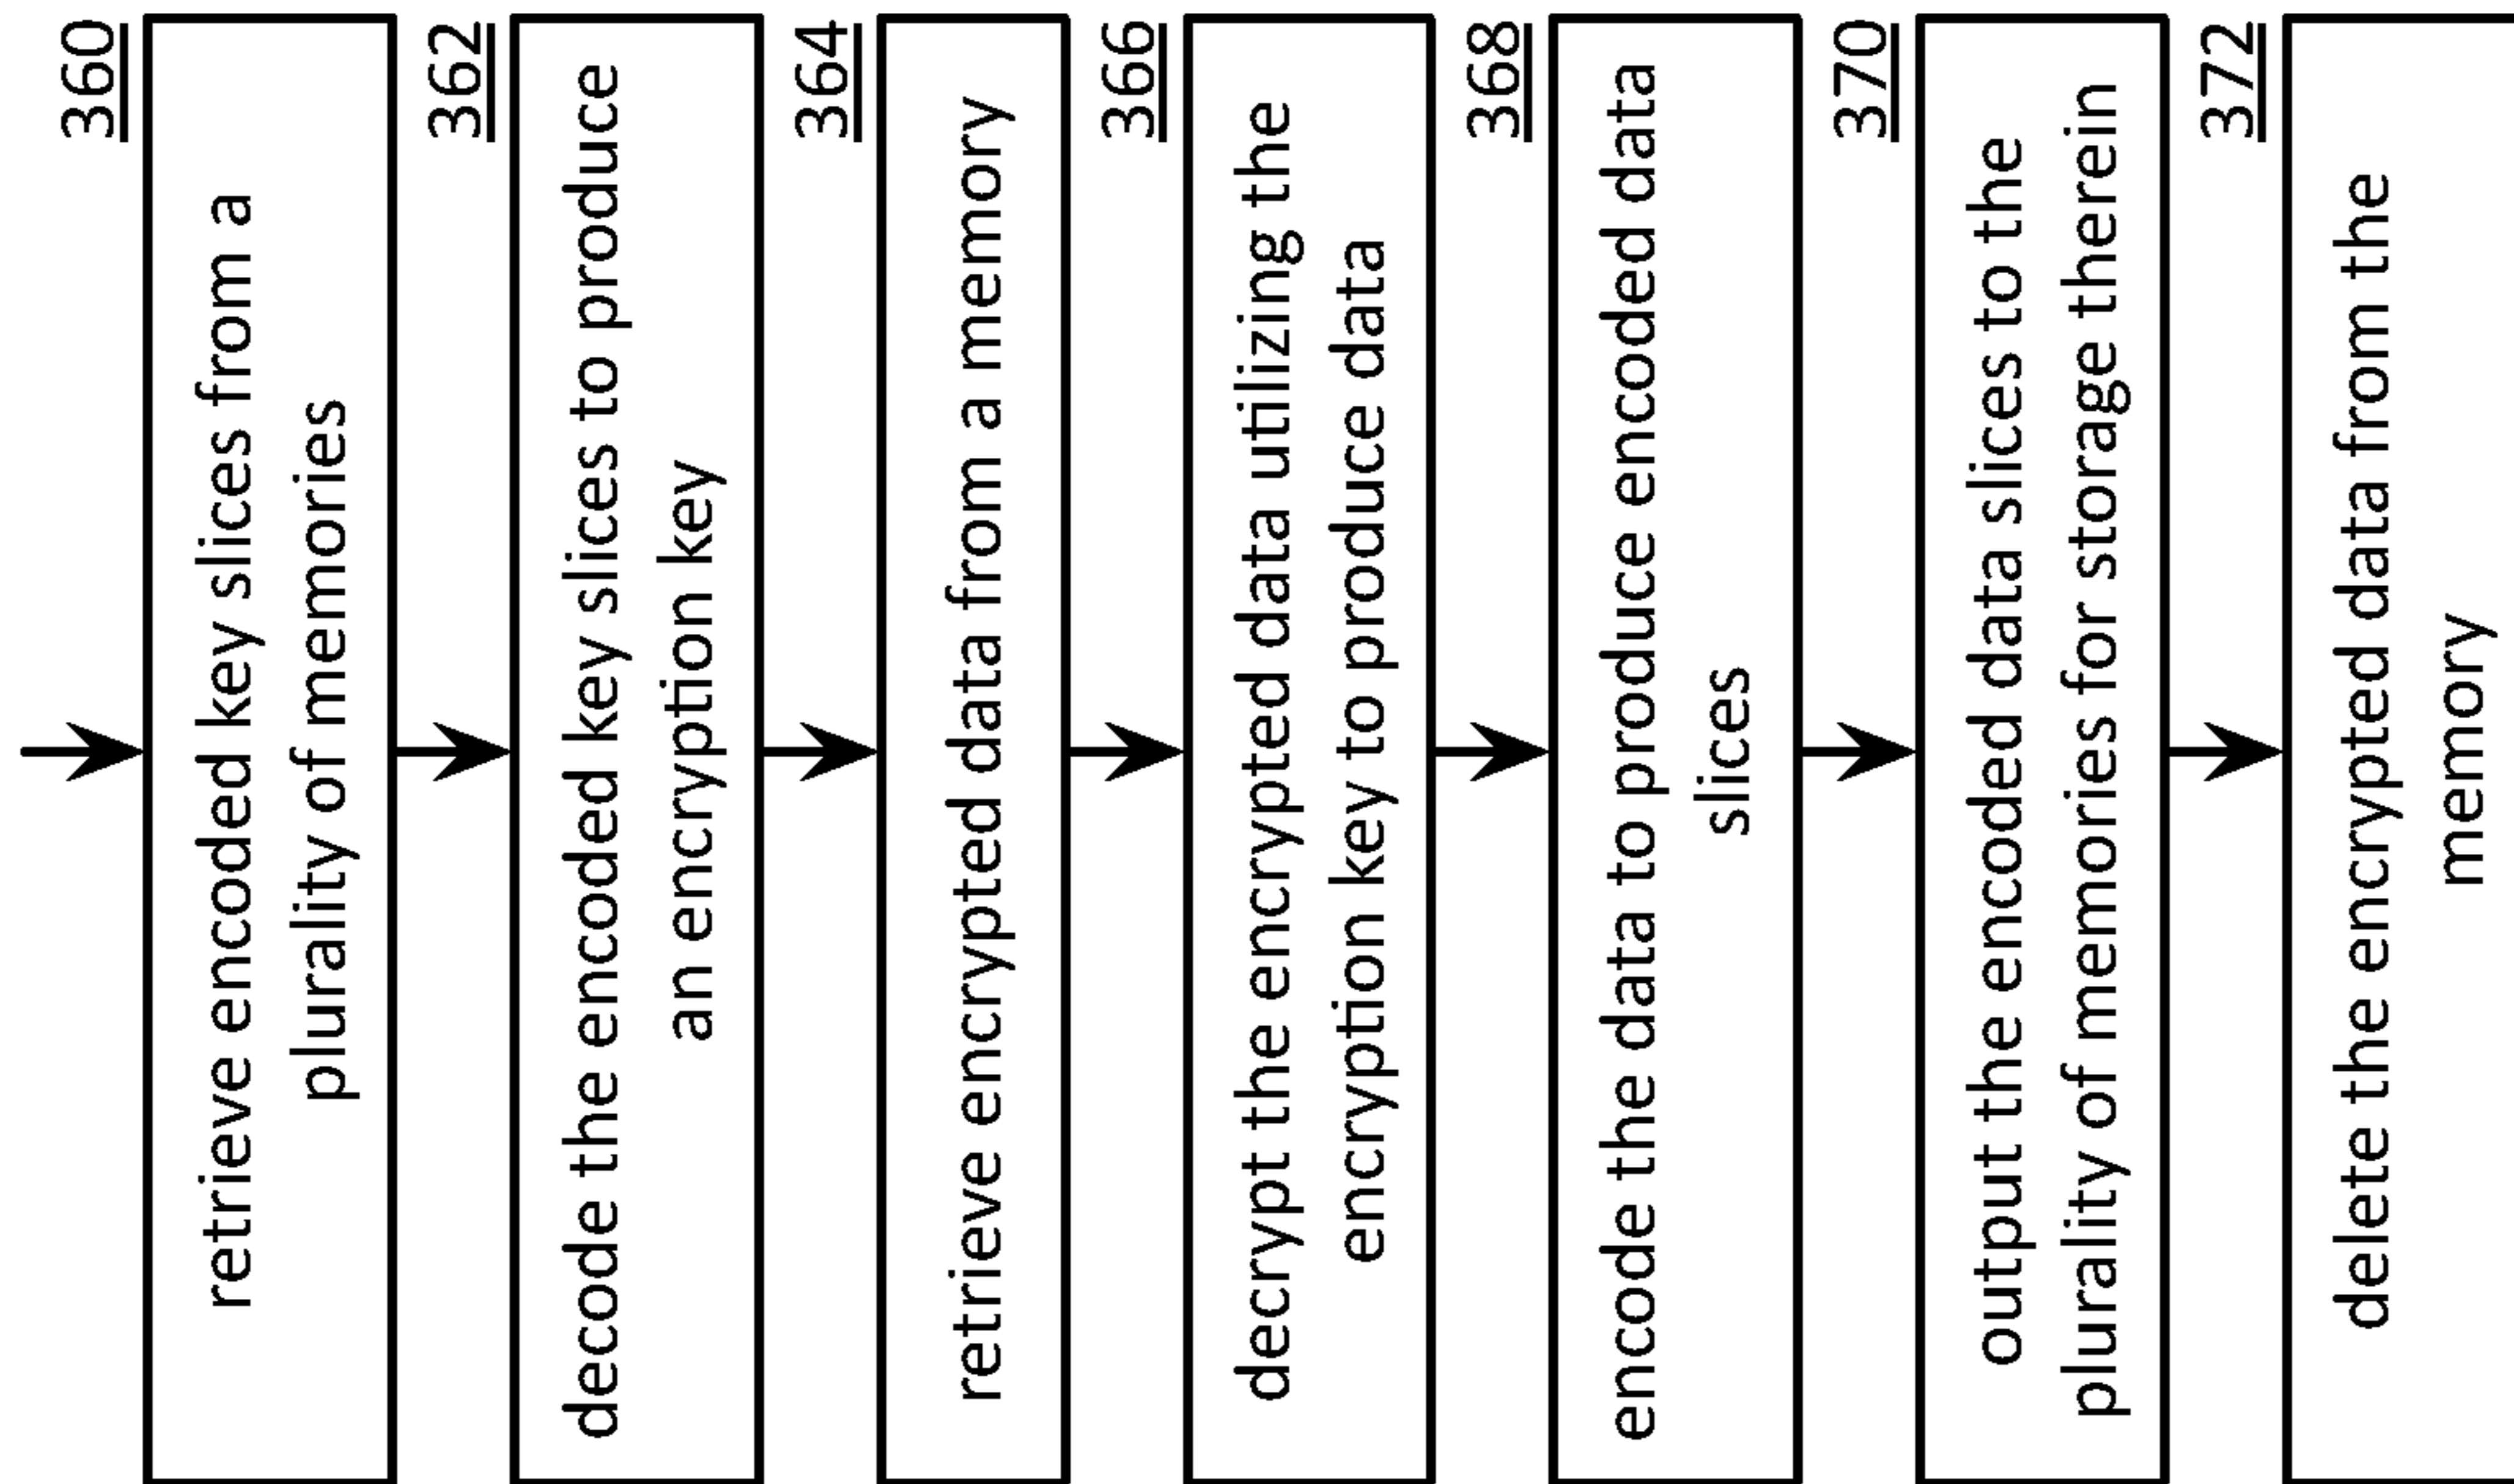 360
retrieve encoded key slices from a
plurality of memories
362
decode the encoded key slices to produce
an encryption key
364
retrieve encrypted data from a memory
366
decrypt the encrypted data utilizing the
encryption key to produce data
368
encode the data to produce encoded data
slices
370
output the encoded data slices to the
plurality of memories for storage therein
372
delete the encrypted data from the
memory